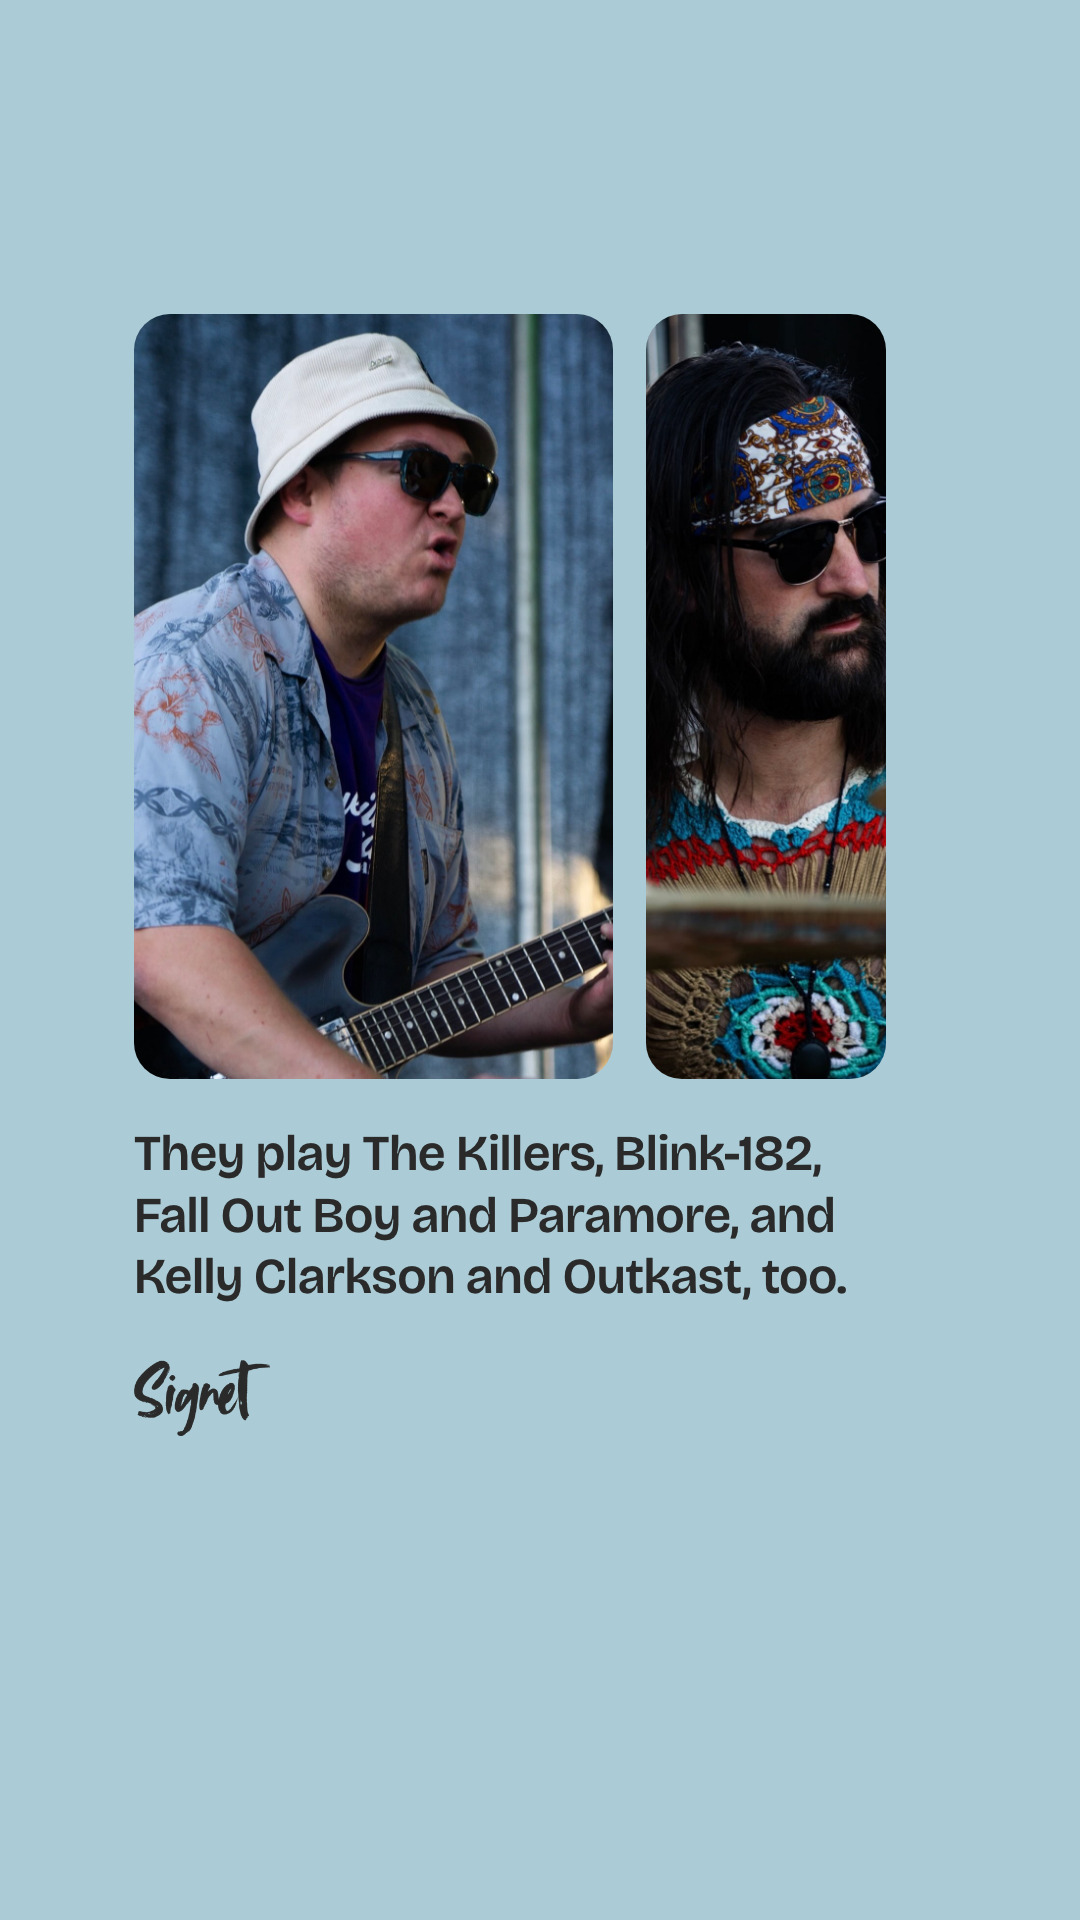 They play The Killers, Blink-182,
Fall Out Boy and Paramore, and
Kelly Clarkson and Outkast, too.
Signet